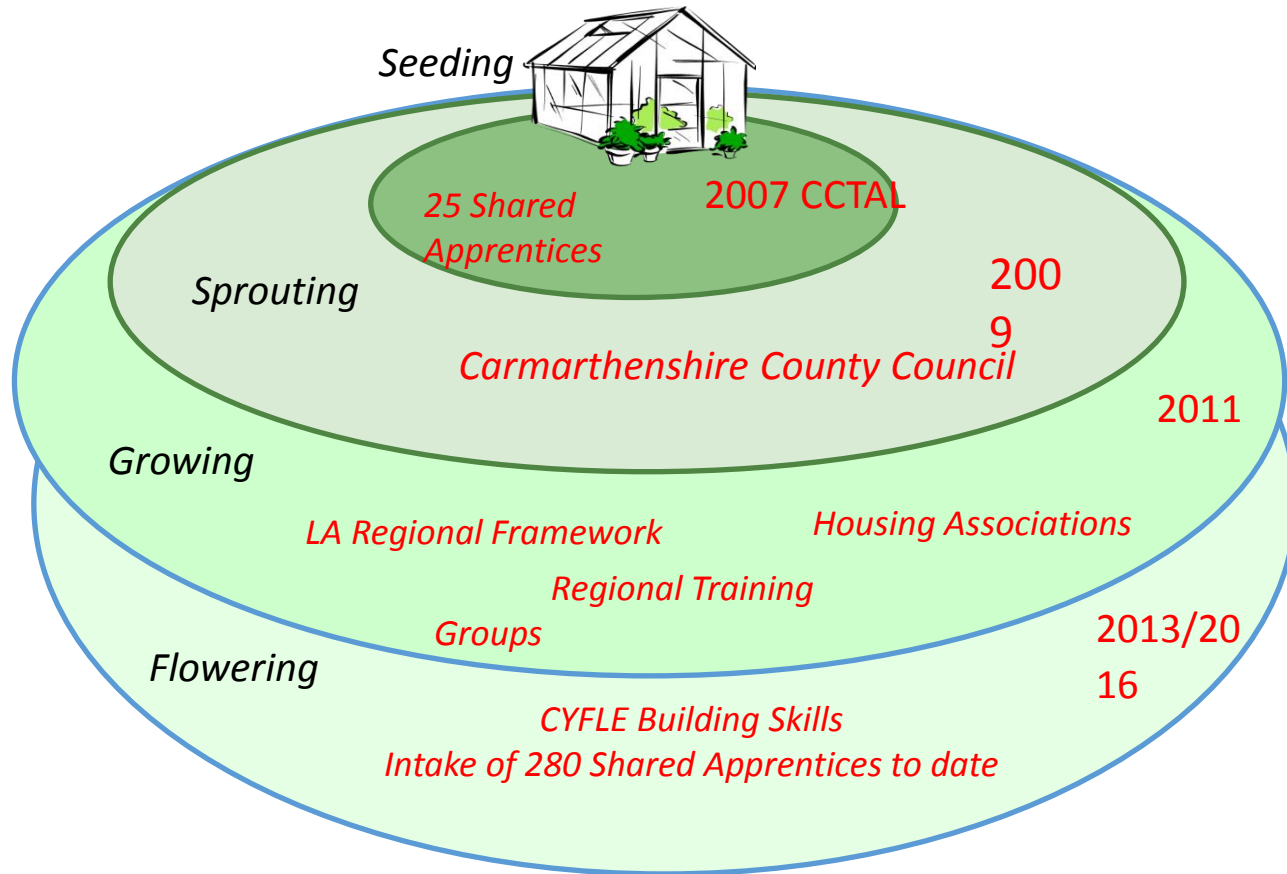 Seeding
25 Shared
Apprentices
2007 CCTAL
Sprouting
200
9
Carmarthenshire County Council
2011
Growing
LA Regional Framework
Housing Associations
Regional Training
Groups
2013/20
16
Flowering
CYFLE Building Skills
Intake of 280 Shared Apprentices to date